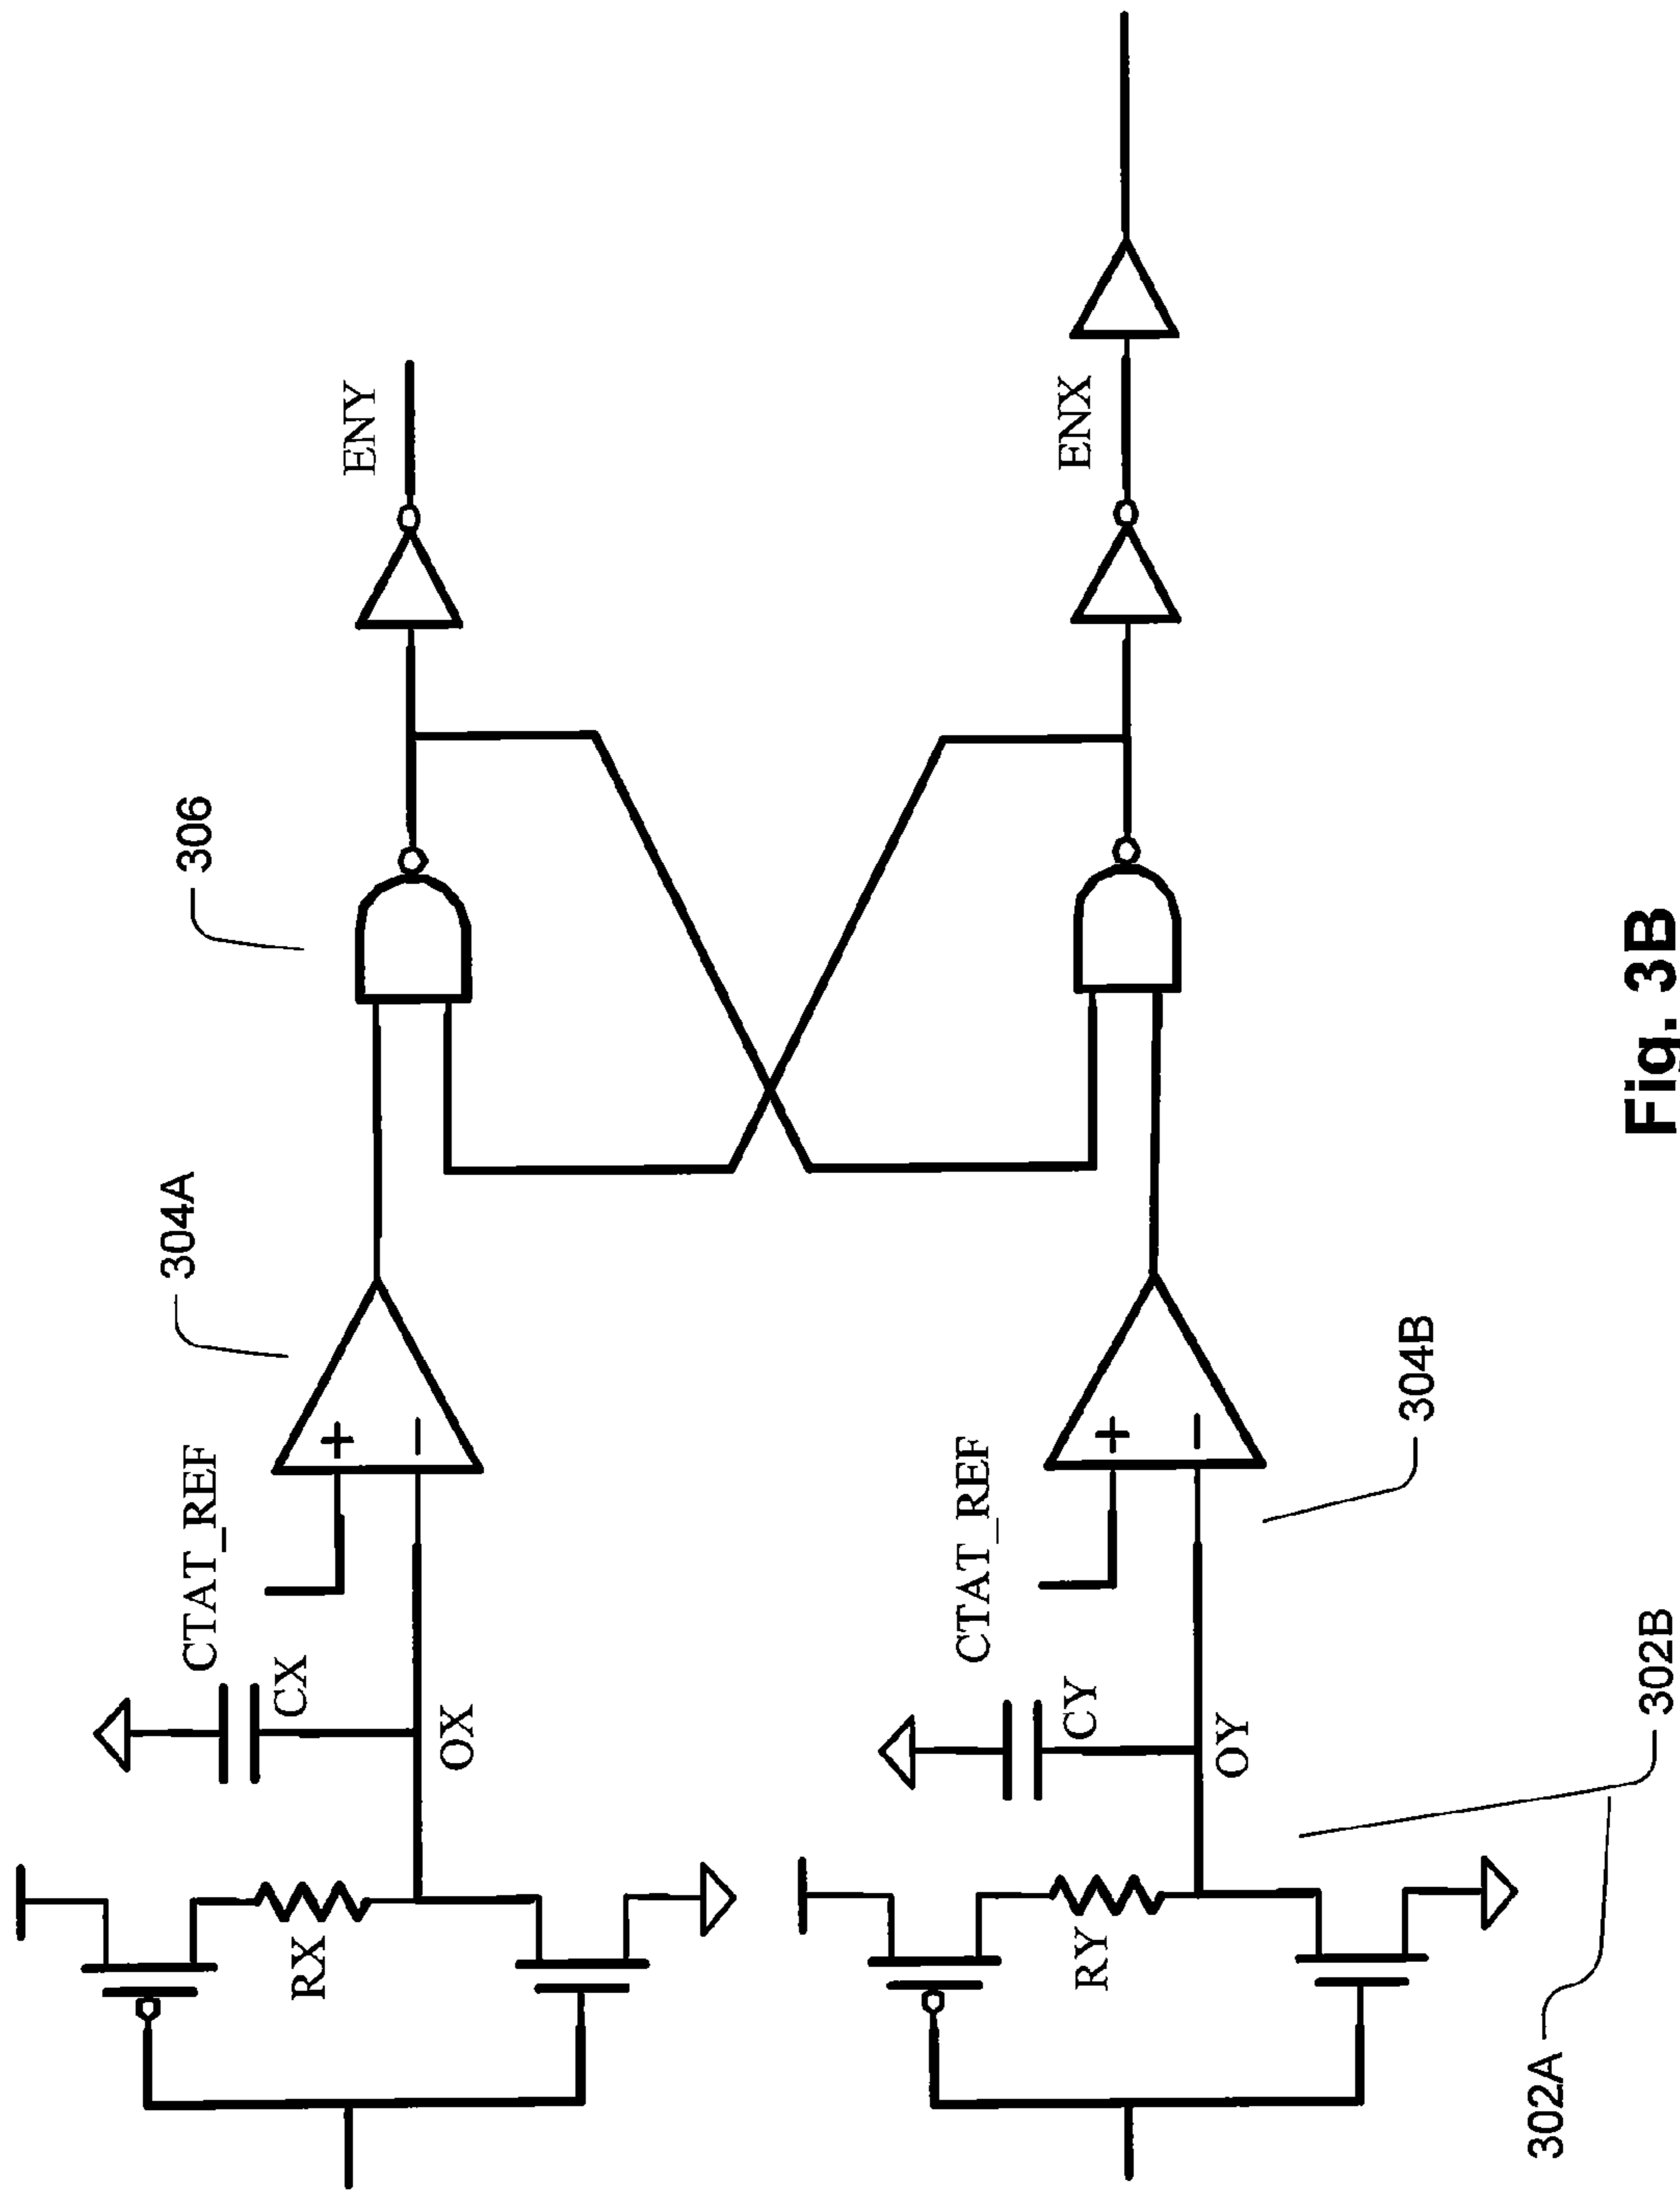 306
304A
ENY
CTAT_REF
CX
OX
RX
ENX
CTAT_REF
CY
OY
RY
304B
302B
302A
+
−
+
−
Fig. 3B